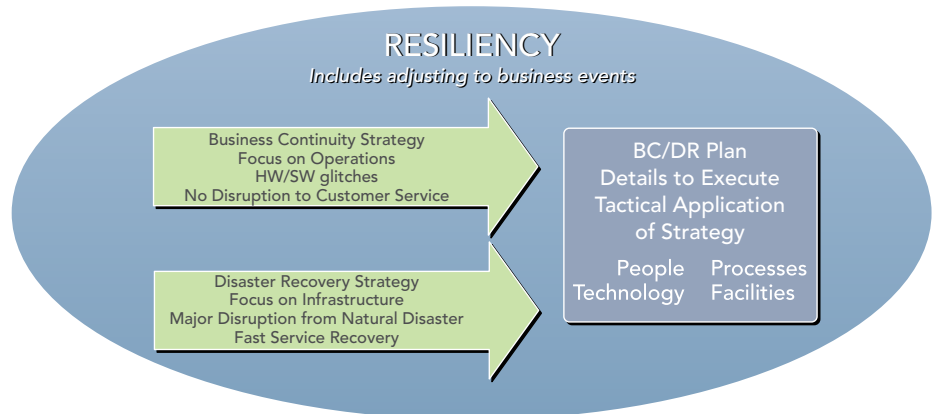 RESILIENCY
Includes adjusting to business events
Business Continuity Strategy
Focus on Operations
HW/SW glitches
No Disruption to Customer Service
Disaster Recovery Strategy
Focus on Infrastructure
Major Disruption from Natural Disaster
Fast Service Recovery
BC/DR Plan
Details to Execute
Tactical Application
of Strategy
People Processes
Technology Facilities